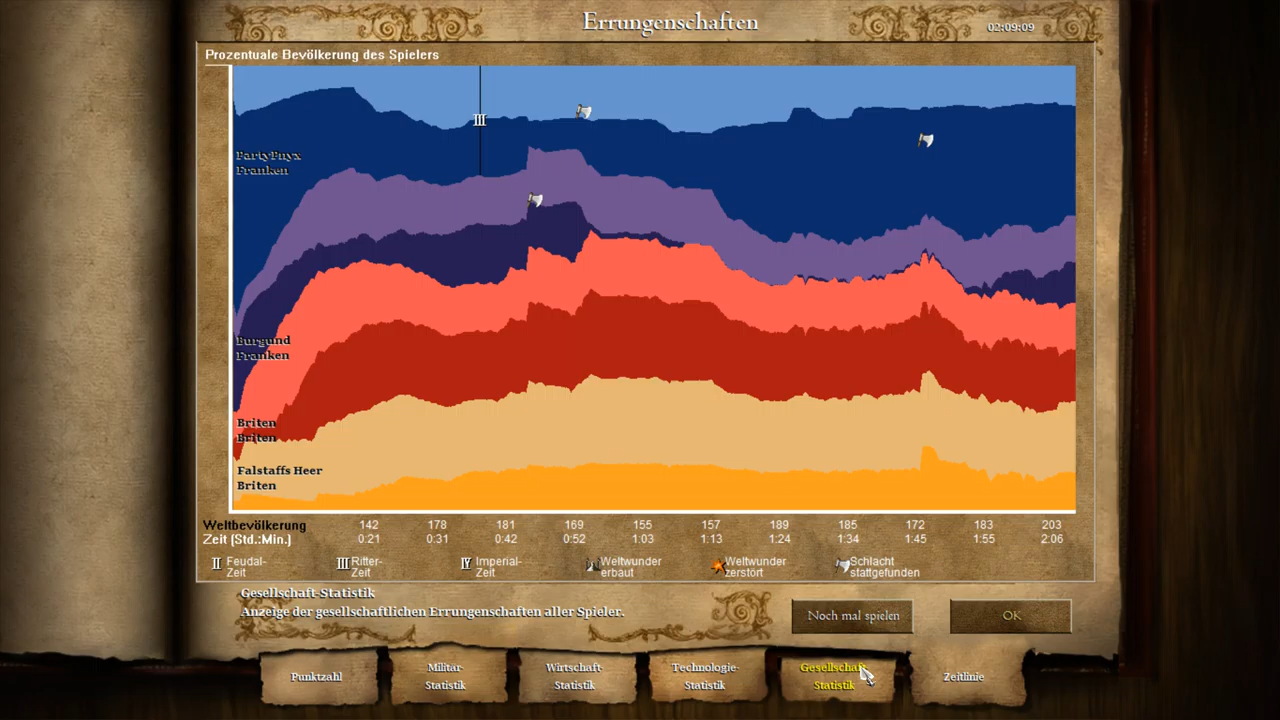 Errungenschaften
02:09:09
Prozentuale Bevölkerung des Spielers
III
PartyPnyx
Franken
Burgund
Franken
Briten
Briten
Falstaffs Heer
Briten
Weltbevölkerung 142 178 181 169 155 157 189 185 172 183 203
Zeit (Std.:Min.) 0:21 0:31 0:42 0:52 1:03 1:13 1:24 1:34 1:45 1:55 2:06
II Feudal-Zeit
III Ritter-Zeit
IV Imperial-Zeit
Weltwunder erbaut
Weltwunder zerstört
Schlacht stattgefunden
Gesellschaft-Statistik
Anzeige der gesellschaftlichen Errungenschaften aller Spieler.
Noch mal spielen
OK
Punktzahl
Militär-Statistik
Wirtschaft-Statistik
Technologie-Statistik
Gesellschaft-Statistik
Zeitlinie